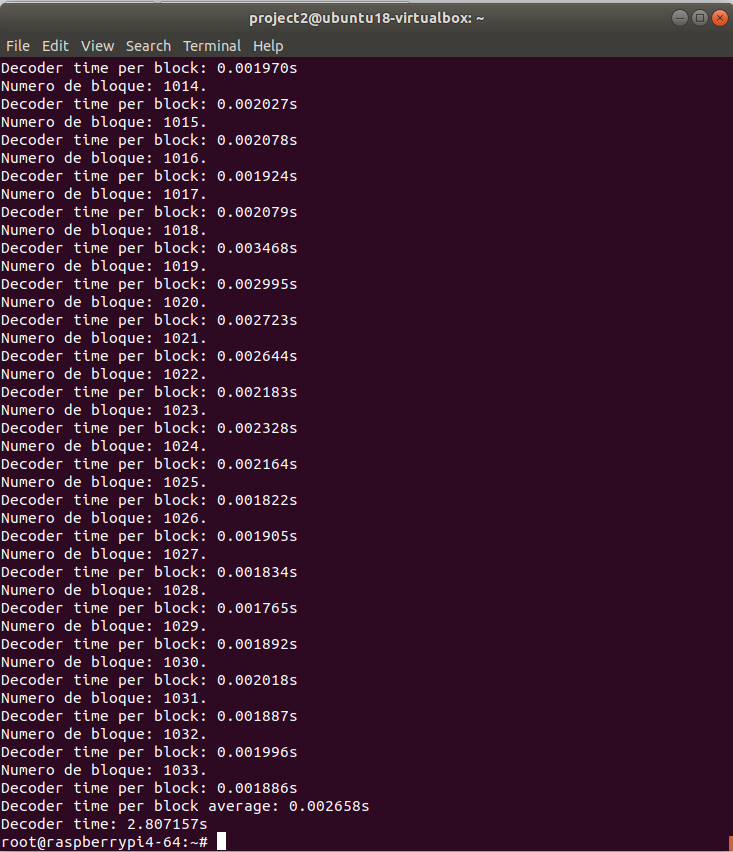 project2@ubuntu18-virtualbox: ~
File Edit View Search Terminal Help
Decoder time per block: 0.001970s
Numero de bloque: 1014.
Decoder time per block: 0.002027s
Numero de bloque: 1015.
Decoder time per block: 0.002078s
Numero de bloque: 1016.
Decoder time per block: 0.001924s
Numero de bloque: 1017.
Decoder time per block: 0.002079s
Numero de bloque: 1018.
Decoder time per block: 0.003468s
Numero de bloque: 1019.
Decoder time per block: 0.002995s
Numero de bloque: 1020.
Decoder time per block: 0.002723s
Numero de bloque: 1021.
Decoder time per block: 0.002644s
Numero de bloque: 1022.
Decoder time per block: 0.002183s
Numero de bloque: 1023.
Decoder time per block: 0.002328s
Numero de bloque: 1024.
Decoder time per block: 0.002164s
Numero de bloque: 1025.
Decoder time per block: 0.001822s
Numero de bloque: 1026.
Decoder time per block: 0.001905s
Numero de bloque: 1027.
Decoder time per block: 0.001834s
Numero de bloque: 1028.
Decoder time per block: 0.001765s
Numero de bloque: 1029.
Decoder time per block: 0.001892s
Numero de bloque: 1030.
Decoder time per block: 0.002018s
Numero de bloque: 1031.
Decoder time per block: 0.001887s
Numero de bloque: 1032.
Decoder time per block: 0.001996s
Numero de bloque: 1033.
Decoder time per block: 0.001886s
Decoder time per block average: 0.002658s
Decoder time: 2.807157s
root@raspberrypi4-64:~#